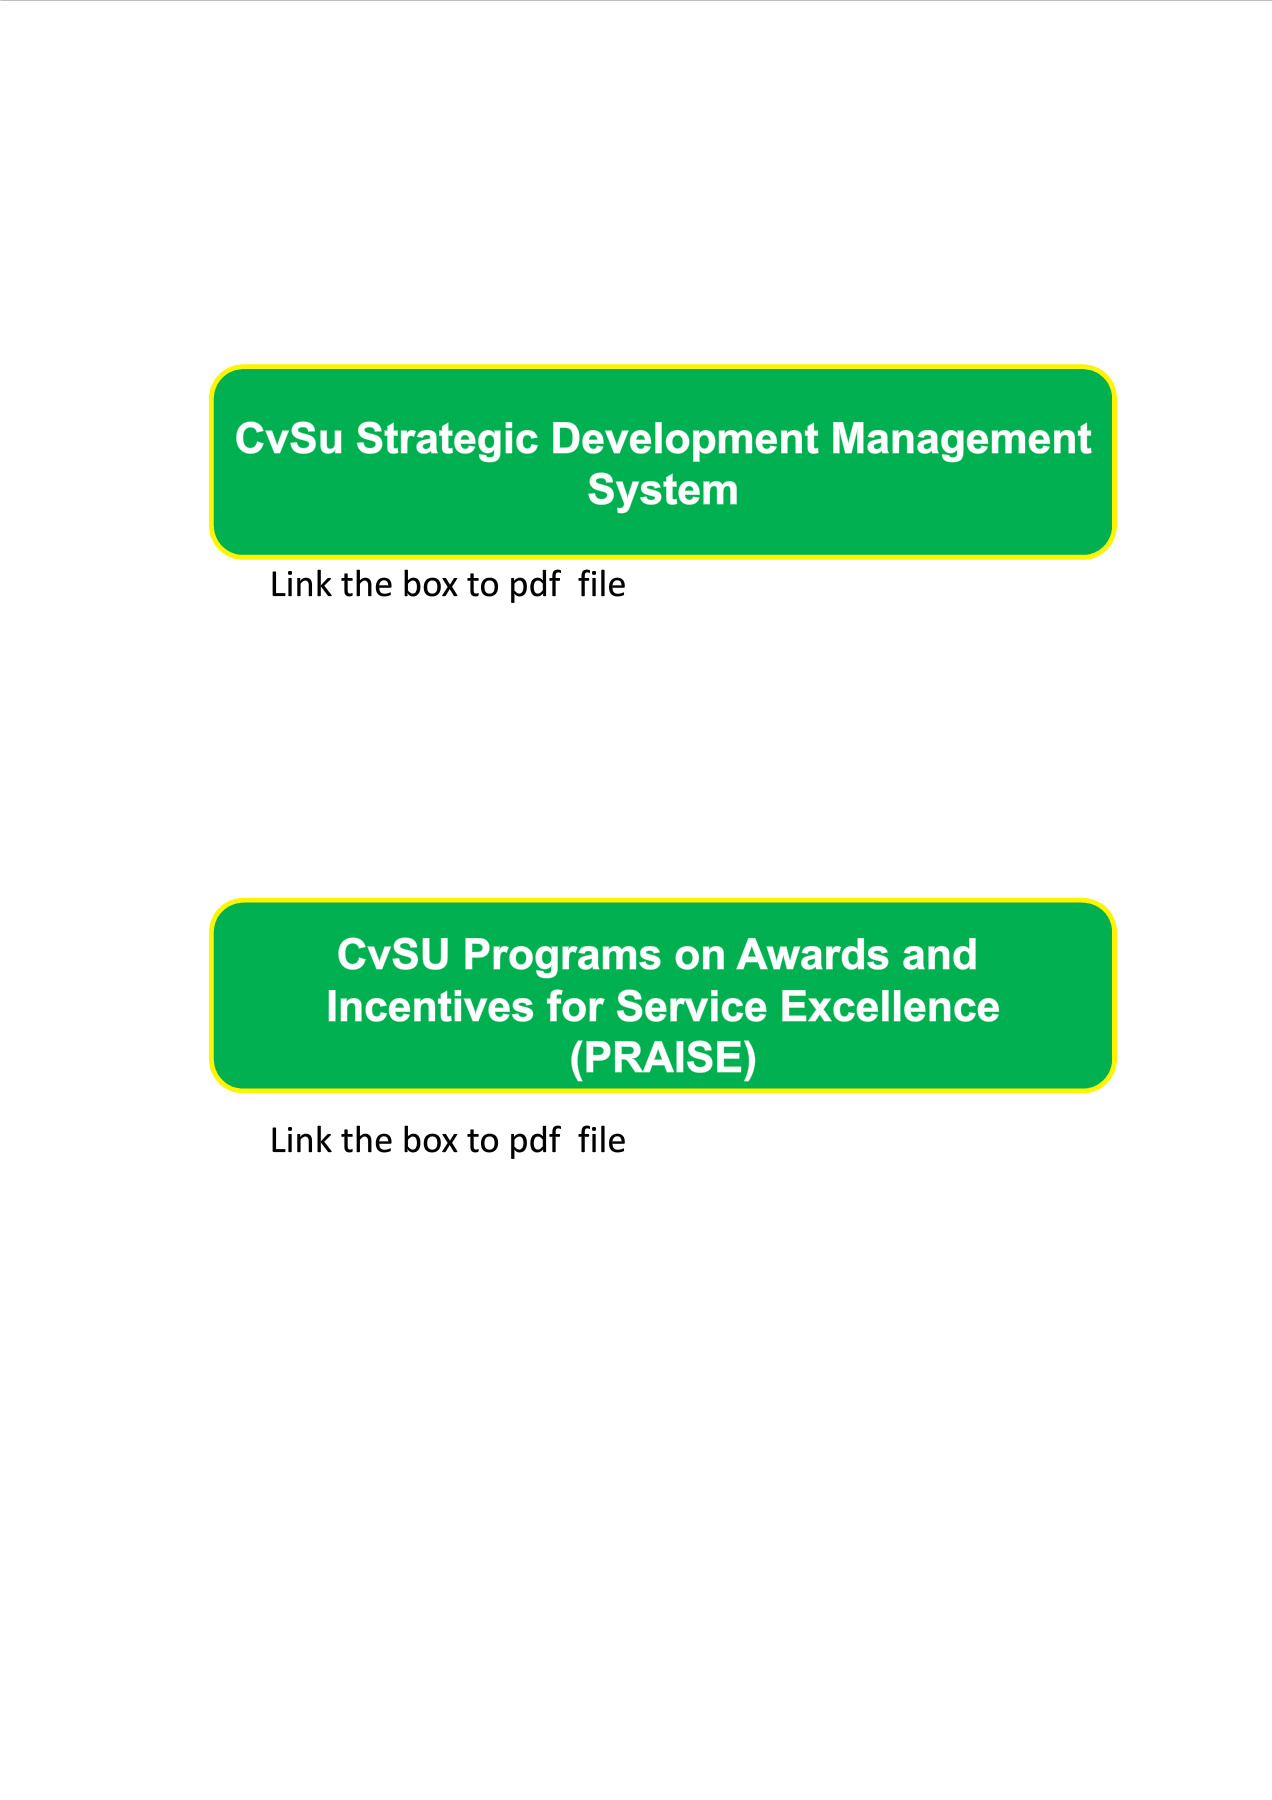 CvSu Strategic Development Management
System
Link the box to pdf  file
CvSU Programs on Awards and
Incentives for Service Excellence
(PRAISE)
Link the box to pdf  file